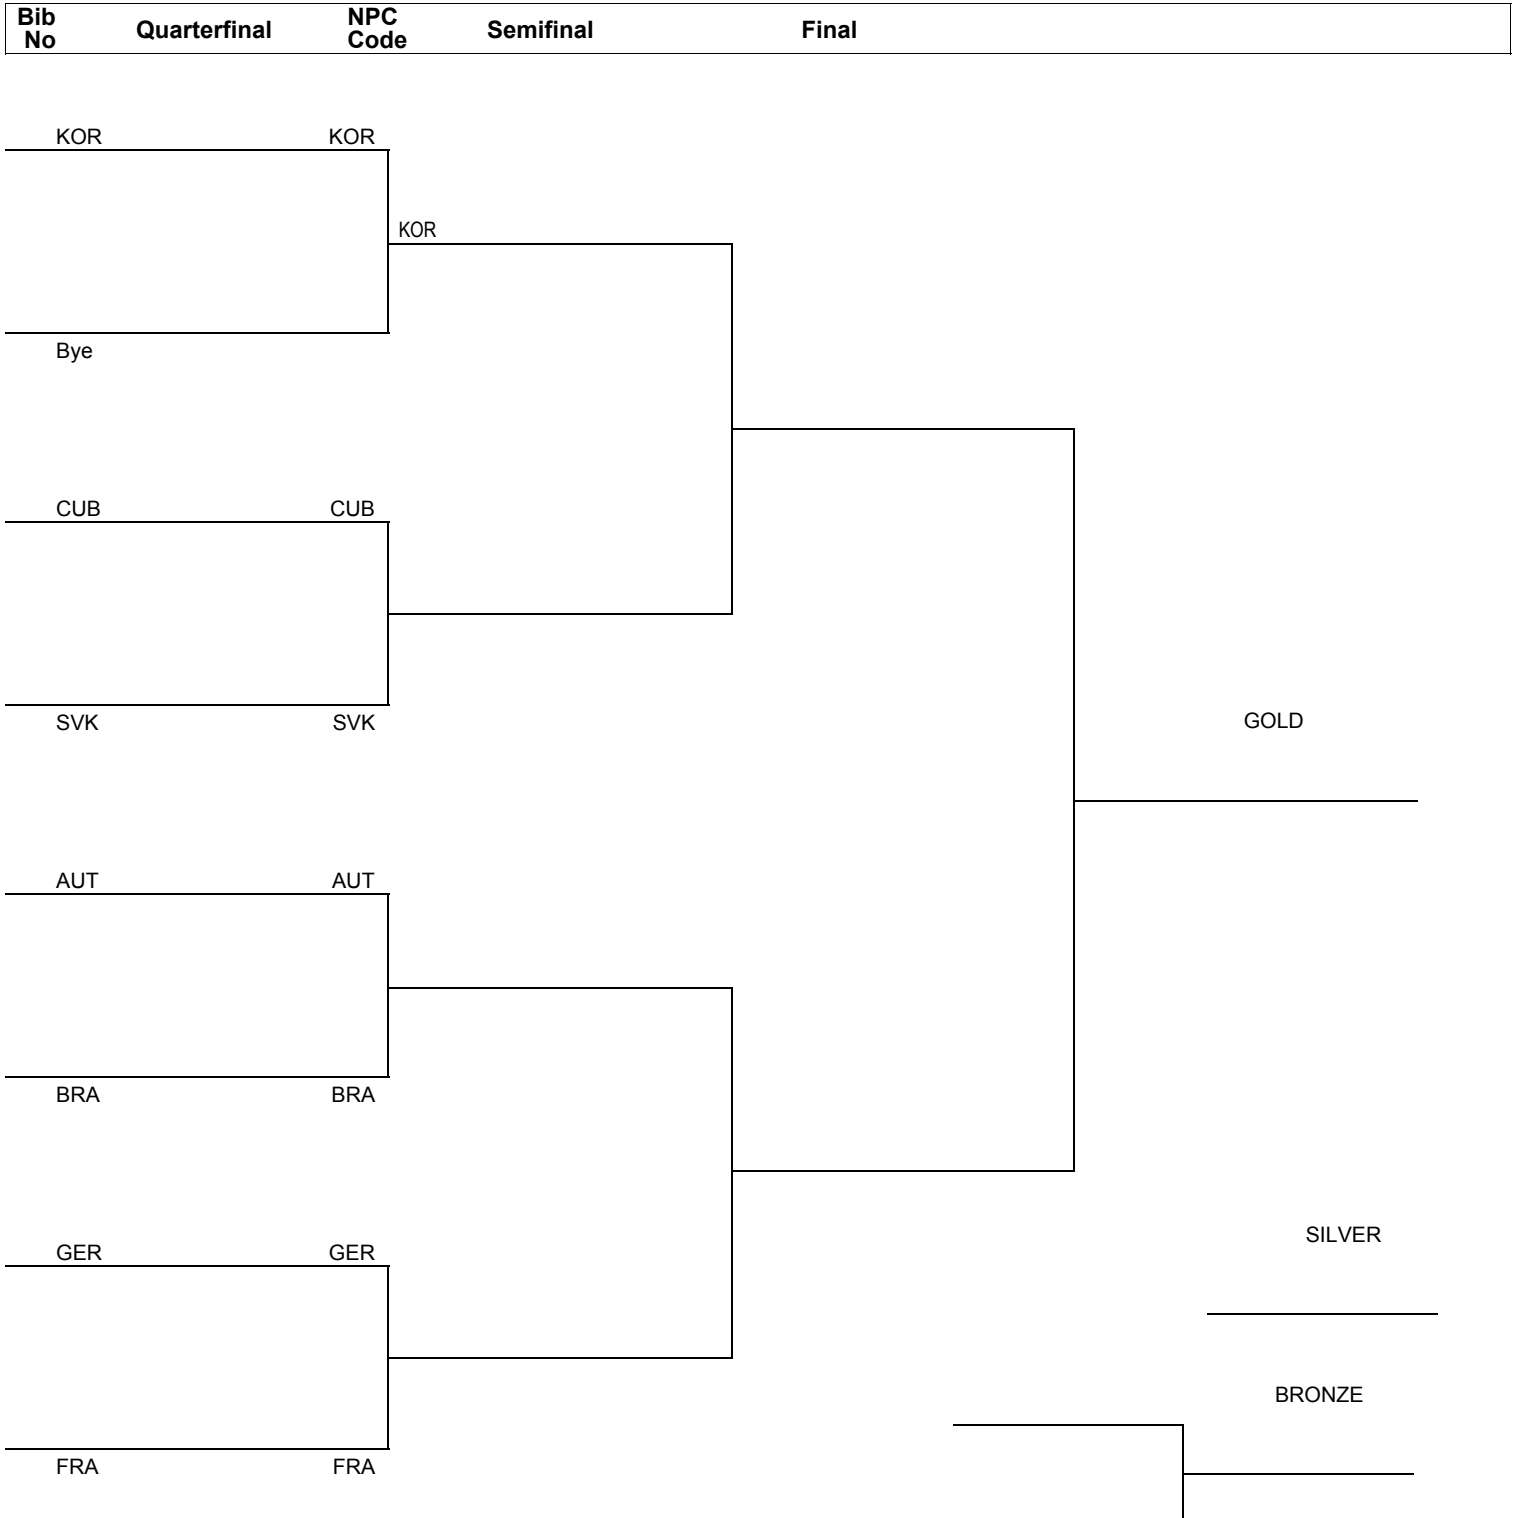 Bib No Quarterfinal NPC Code Semifinal Final
KOR KOR
KOR
Bye
CUB CUB
SVK SVK
GOLD
AUT AUT
BRA BRA
SILVER
GER GER
BRONZE
FRA FRA